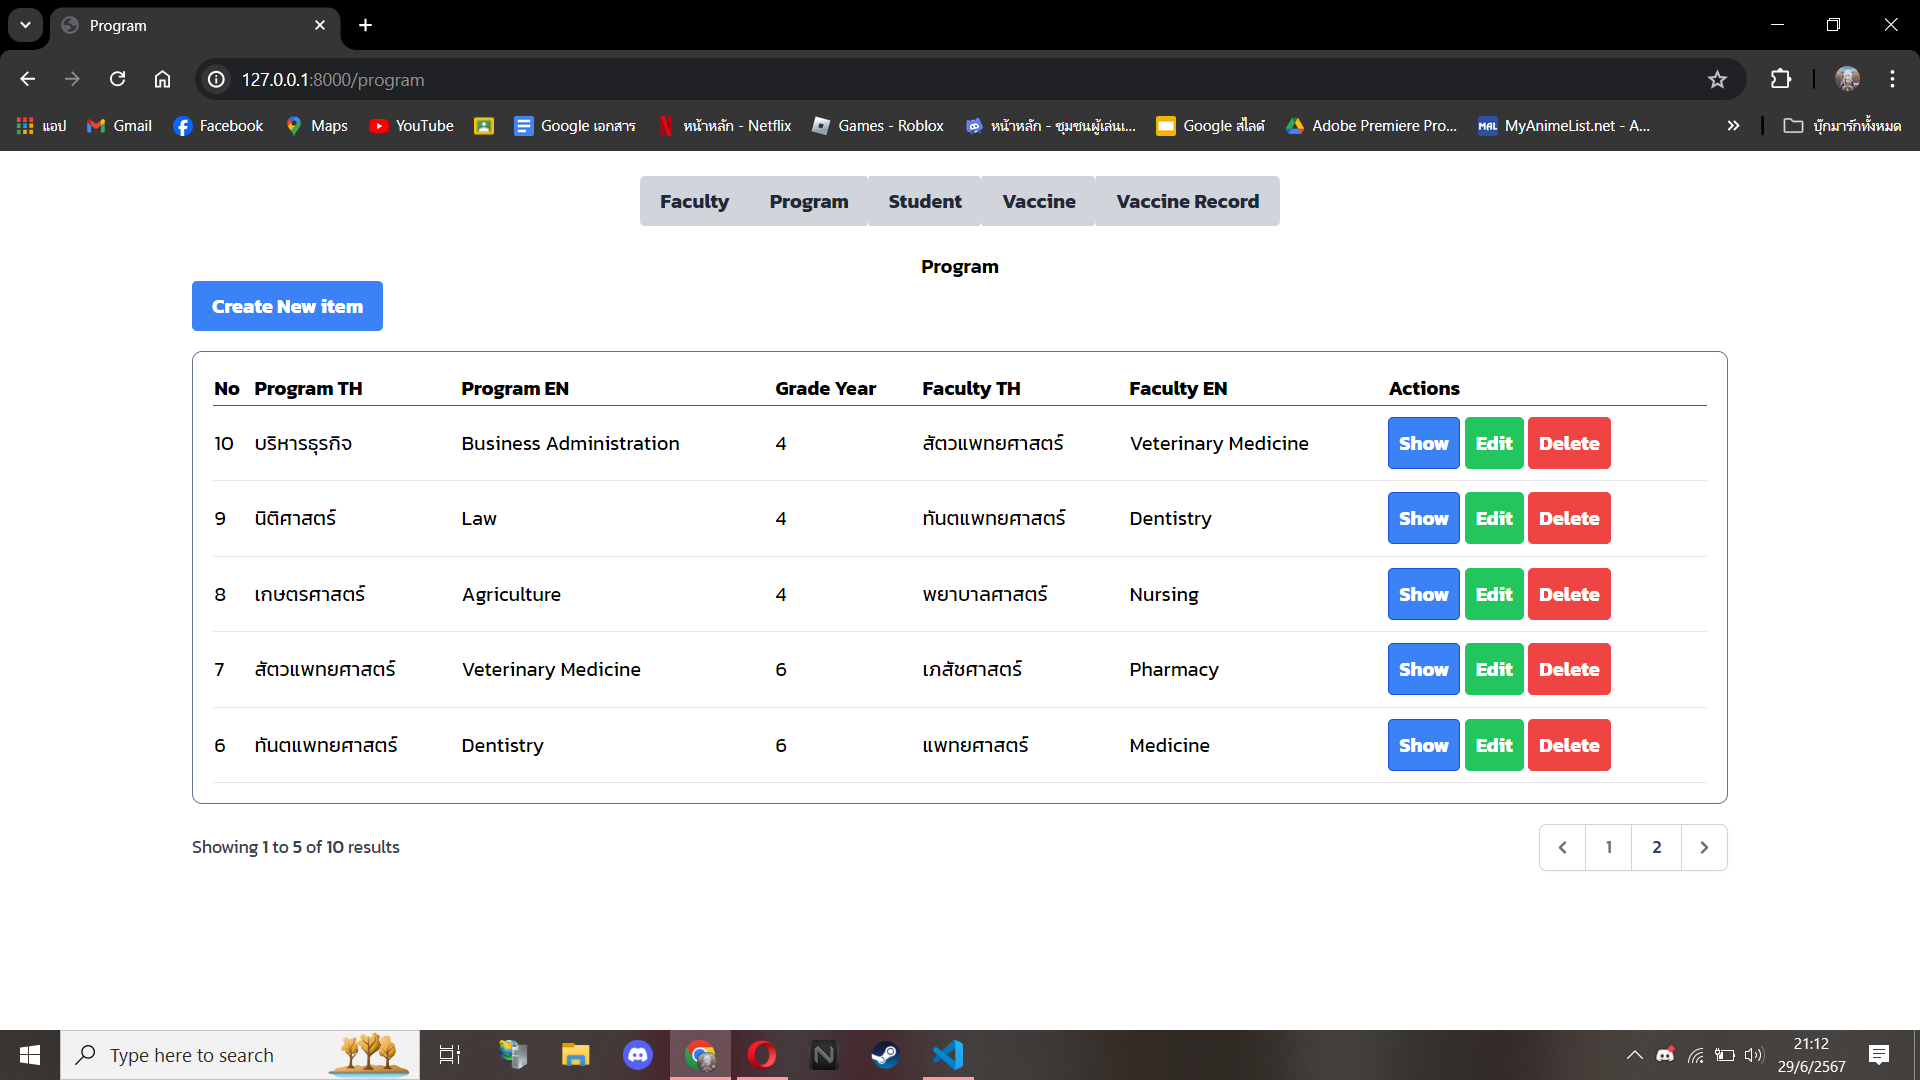 Program
127.0.0.1:8000/program
แอป Gmail Facebook Maps YouTube Google เอกสาร หน้าหลัก - Netflix Games - Roblox หน้าหลัก - ชุมชนผู้เล่นเ... Google สไลด์ Adobe Premiere Pro... MAL MyAnimeList.net - A... บุ๊กมาร์กทั้งหมด
Faculty Program Student Vaccine Vaccine Record
Program
Create New item
No Program TH Program EN Grade Year Faculty TH Faculty EN Actions
10 บริหารธุรกิจ Business Administration 4 สัตวแพทยศาสตร์ Veterinary Medicine Show Edit Delete
9 นิติศาสตร์ Law 4 ทันตแพทยศาสตร์ Dentistry Show Edit Delete
8 เกษตรศาสตร์ Agriculture 4 พยาบาลศาสตร์ Nursing Show Edit Delete
7 สัตวแพทยศาสตร์ Veterinary Medicine 6 เภสัชศาสตร์ Pharmacy Show Edit Delete
6 ทันตแพทยศาสตร์ Dentistry 6 แพทยศาสตร์ Medicine Show Edit Delete
Showing 1 to 5 of 10 results
1 2
Type here to search
21:12
29/6/2567